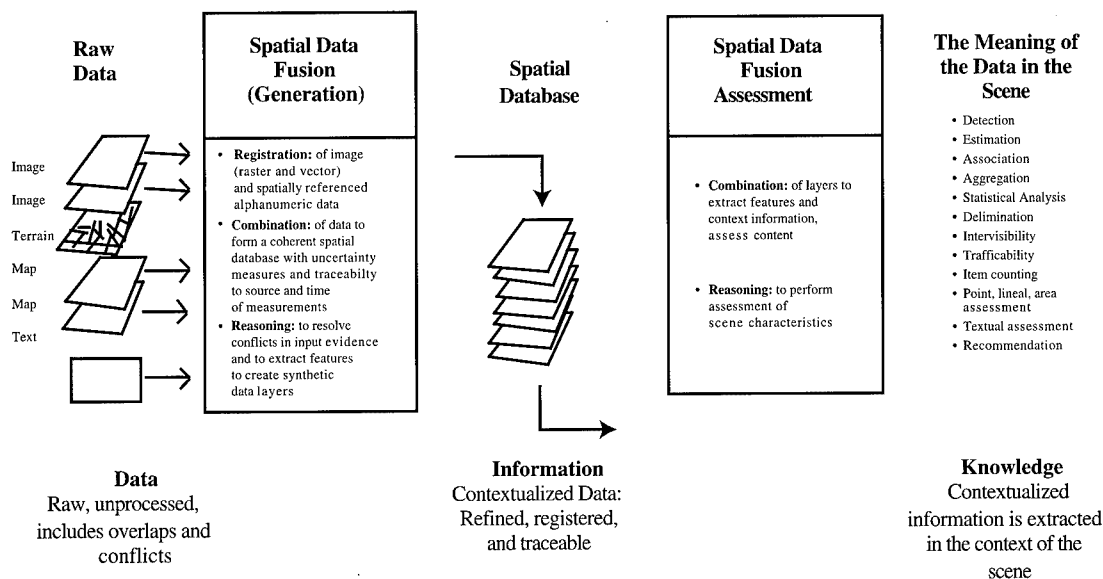 Raw
Data
Image
Image
Terrain
Map
Map
Text
Spatial Data
Fusion
(Generation)
• Registration: of image
(raster and vector)
and spatially referenced
alphanumeric data
• Combination: of data to
form a coherent spatial
database with uncertainty
measures and traceabilty
to source and time
of measurements
• Reasoning: to resolve
conflicts in input evidence
and to extract features
to create synthetic
data layers
Spatial
Database
Spatial Data
Fusion
Assessment
• Combination: of layers to
extract features and
context information,
assess content
• Reasoning: to perform
assessment of
scene characteristics
The Meaning of
the Data in the
Scene
• Detection
• Estimation
• Association
• Aggregation
• Statistical Analysis
• Delimination
• Intervisibility
• Trafficability
• Item counting
• Point, lineal, area
assessment
• Textual assessment
• Recommendation
Data
Raw, unprocessed,
includes overlaps and
conflicts
Information
Contextualized Data:
Refined, registered,
and traceable
Knowledge
Contextualized
information is extracted
in the context of the
scene